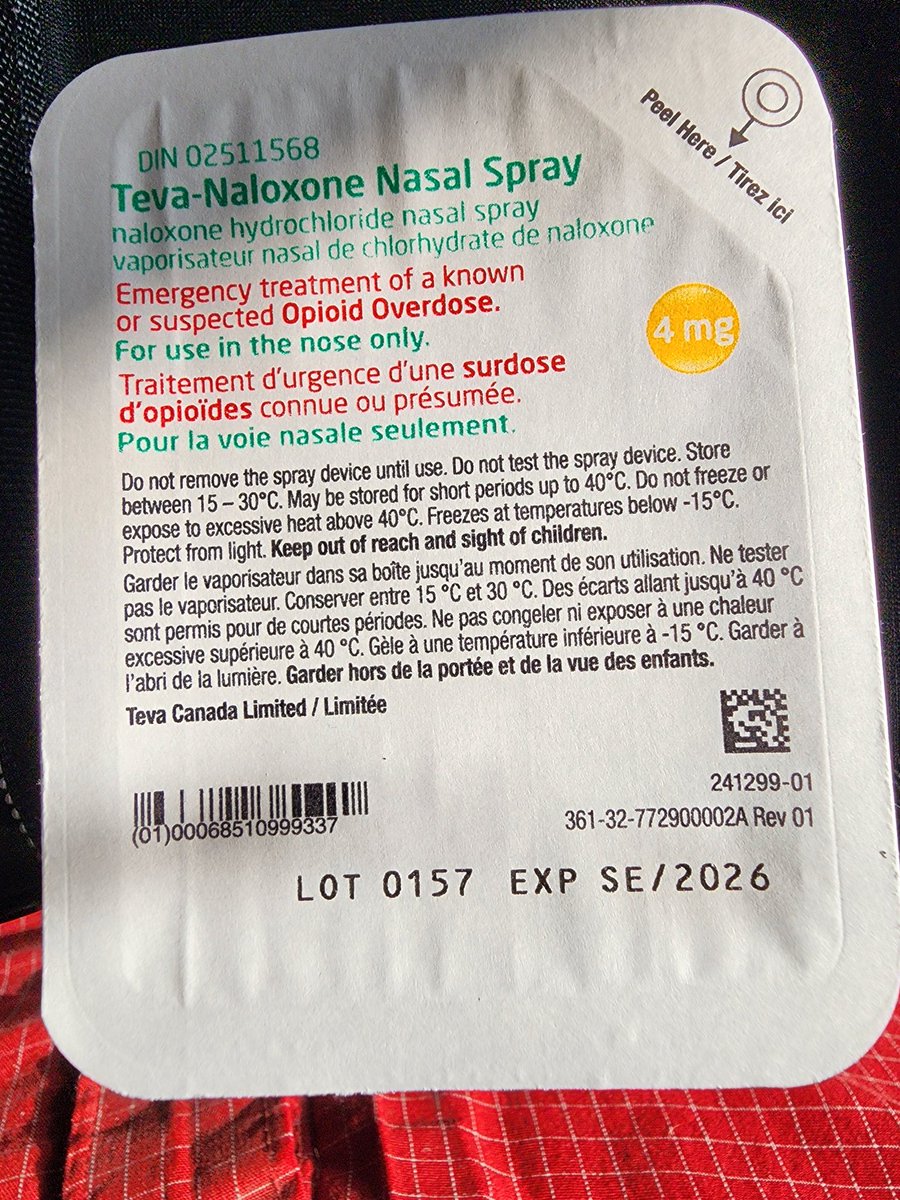 Peel Here / Tirez ici
DIN 02511568
Teva-Naloxone Nasal Spray
naloxone hydrochloride nasal spray
vaporisateur nasal de chlorhydrate de naloxone
Emergency treatment of a known
or suspected Opioid Overdose.
For use in the nose only.
4 mg
Traitement d'urgence d'une surdose
d'opioïdes connue ou présumée.
Pour la voie nasale seulement.
Do not remove the spray device until use. Do not test the spray device. Store
between 15 – 30°C. May be stored for short periods up to 40°C. Do not freeze or
expose to excessive heat above 40°C. Freezes at temperatures below -15°C.
Protect from light. Keep out of reach and sight of children.
Garder le vaporisateur dans sa boîte jusqu'au moment de son utilisation. Ne tester
pas le vaporisateur. Conserver entre 15 °C et 30 °C. Des écarts allant jusqu'à 40 °C
sont permis pour de courtes périodes. Ne pas congeler ni exposer à une chaleur
excessive supérieure à 40 °C. Gèle à une température inférieure à -15 °C. Garder à
l'abri de la lumière. Garder hors de la portée et de la vue des enfants.
Teva Canada Limited / Limitée
(01)00068510999337
241299-01
361-32-772900002A Rev 01
LOT 0157 EXP SE/2026